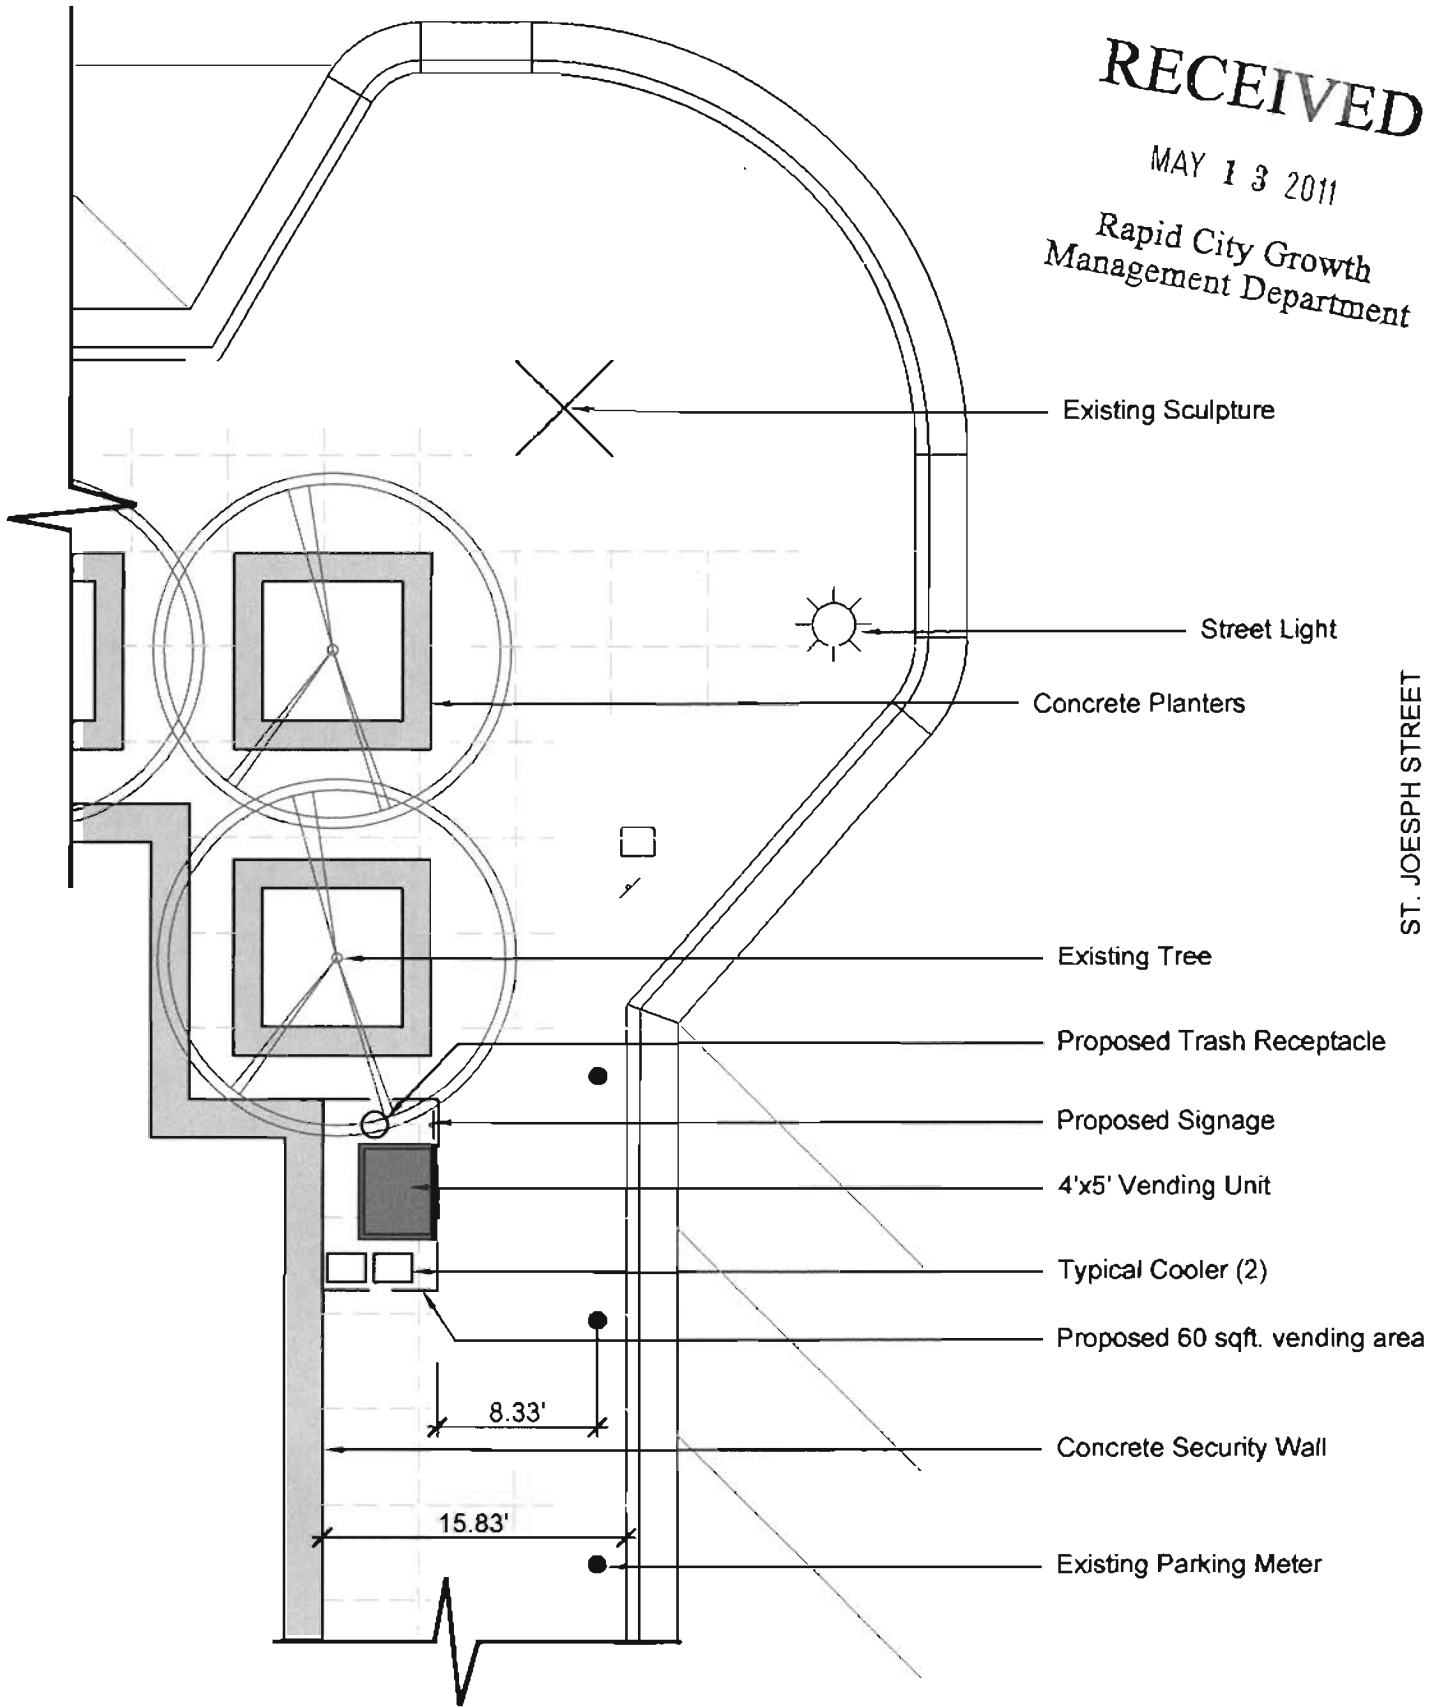 RECEIVED
MAY 13 2011
Rapid City Growth
Management Department
Existing Sculpture
Street Light
Concrete Planters
ST. JOESPH STREET
Existing Tree
Proposed Trash Receptacle
Proposed Signage
4'x5' Vending Unit
Typical Cooler (2)
Proposed 60 sqft. vending area
8.33'
Concrete Security Wall
15.83'
Existing Parking Meter